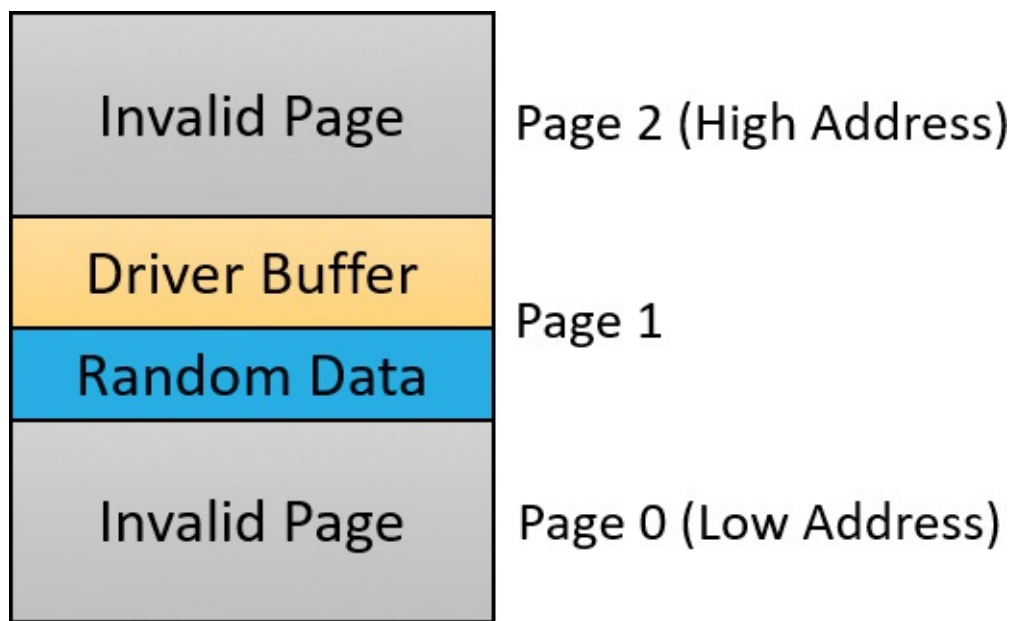 Invalid Page
Page 2 (High Address)
Driver Buffer
Page 1
Random Data
Invalid Page
Page 0 (Low Address)